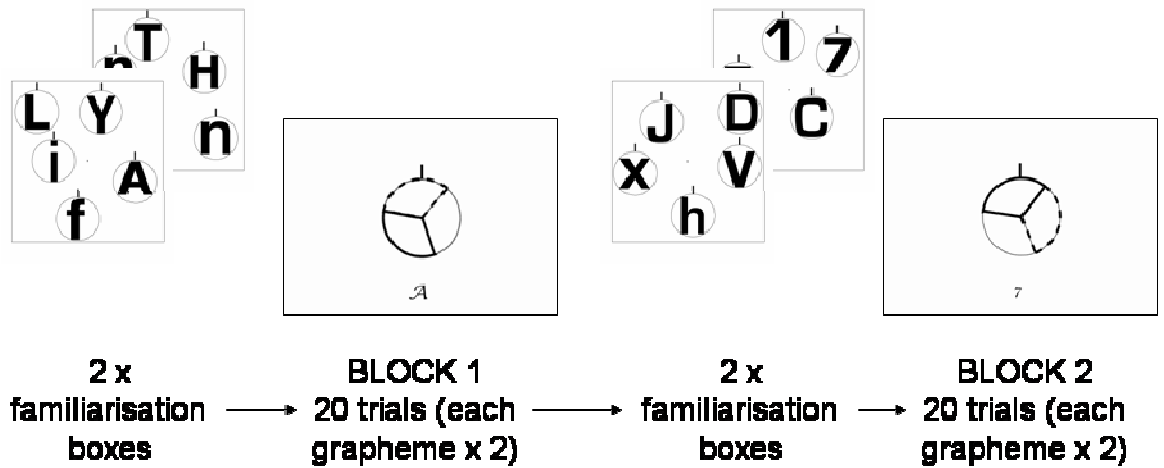 T
H
n
n
L
Y
i
A
f
1
7
C
J
D
x
V
h
A
7
2 x
familiarisation
boxes
BLOCK 1
20 trials (each
grapheme x 2)
2 x
familiarisation
boxes
BLOCK 2
20 trials (each
grapheme x 2)